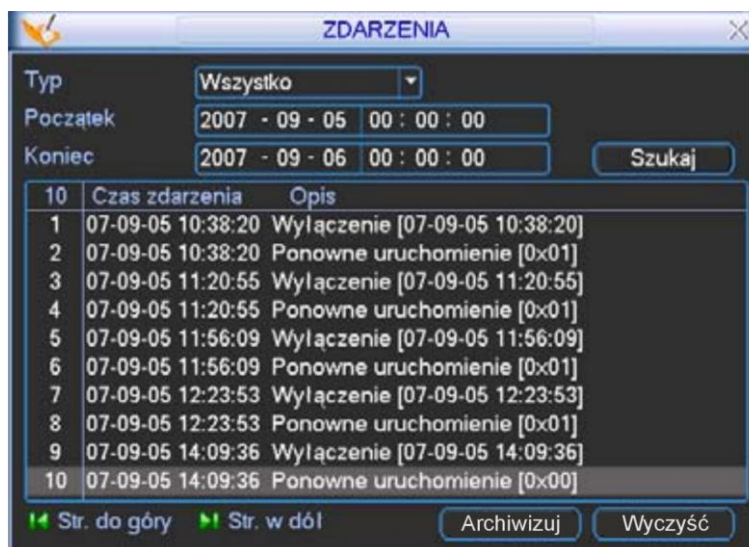 ZDARZENIA
Typ Wszystko
Początek 2007 - 09 - 05 00 : 00 : 00
Koniec 2007 - 09 - 06 00 : 00 : 00 Szukaj
10 Czas zdarzenia Opis
1 07-09-05 10:38:20 Wyłączenie [07-09-05 10:38:20]
2 07-09-05 10:38:20 Ponowne uruchomienie [0x01]
3 07-09-05 11:20:55 Wyłączenie [07-09-05 11:20:55]
4 07-09-05 11:20:55 Ponowne uruchomienie [0x01]
5 07-09-05 11:56:09 Wyłączenie [07-09-05 11:56:09]
6 07-09-05 11:56:09 Ponowne uruchomienie [0x01]
7 07-09-05 12:23:53 Wyłączenie [07-09-05 12:23:53]
8 07-09-05 12:23:53 Ponowne uruchomienie [0x01]
9 07-09-05 14:09:36 Wyłączenie [07-09-05 14:09:36]
10 07-09-05 14:09:36 Ponowne uruchomienie [0x00]
Str. do góry Str. w dół Archiwizuj Wyczyść